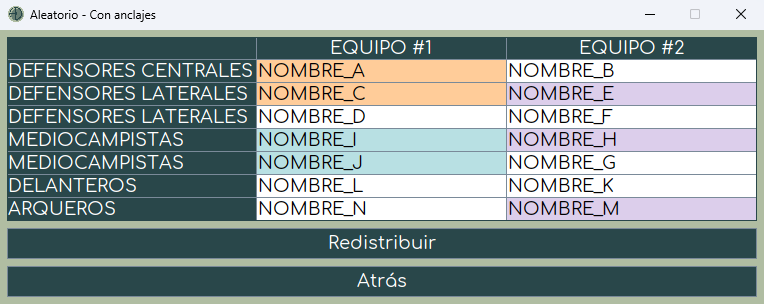 Aleatorio - Con anclajes
EQUIPO #1 EQUIPO #2
DEFENSORES CENTRALES NOMBRE_A NOMBRE_B
DEFENSORES LATERALES NOMBRE_C NOMBRE_E
DEFENSORES LATERALES NOMBRE_D NOMBRE_F
MEDIOCAMPISTAS NOMBRE_I NOMBRE_H
MEDIOCAMPISTAS NOMBRE_J NOMBRE_G
DELANTEROS NOMBRE_L NOMBRE_K
ARQUEROS NOMBRE_N NOMBRE_M
Redistribuir
Atrás